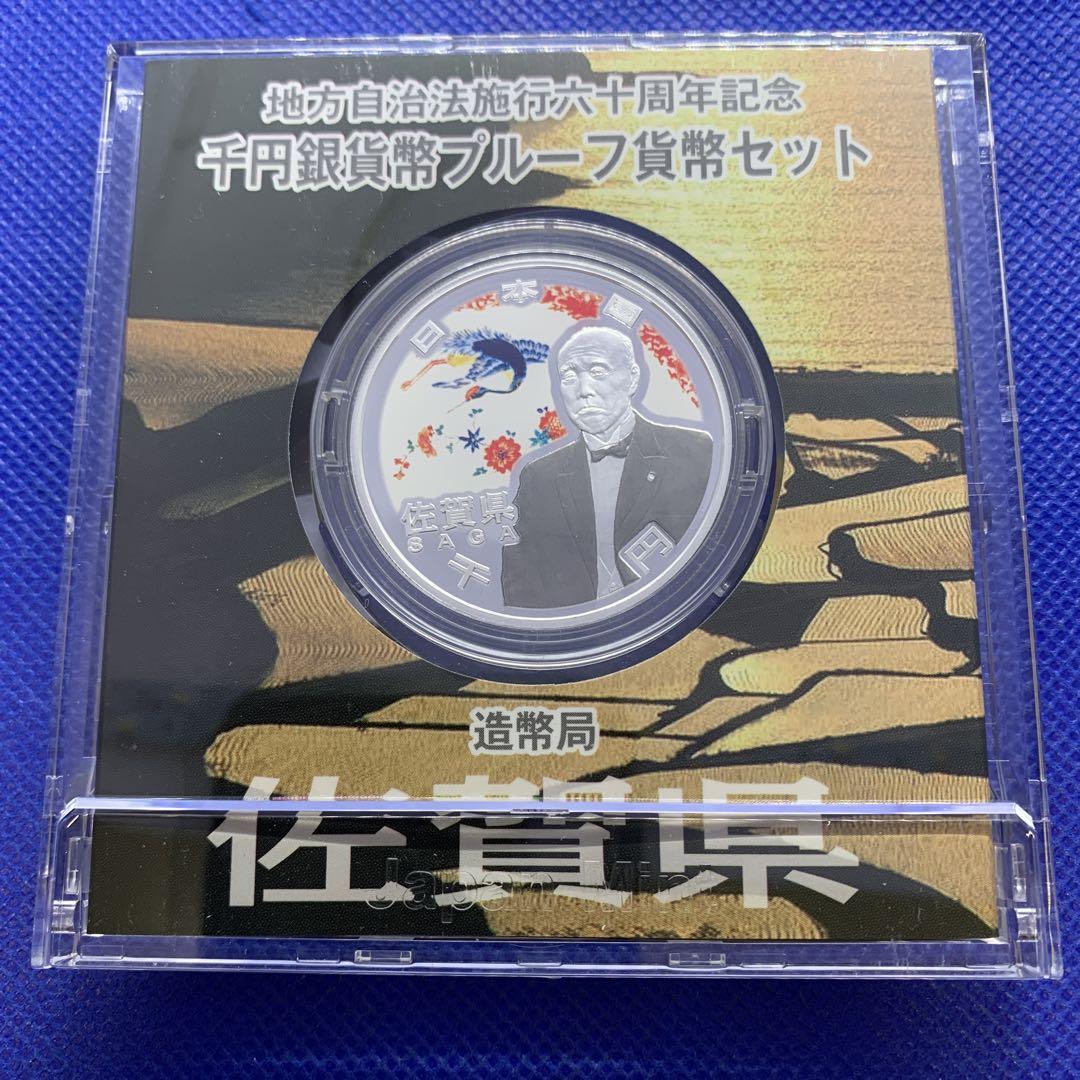 地方自治法施行六十周年記念
千円銀貨幣プルーフ貨幣セット
日本國
佐賀県
SAGA
千円
造幣局
佐賀県
Japan Mint